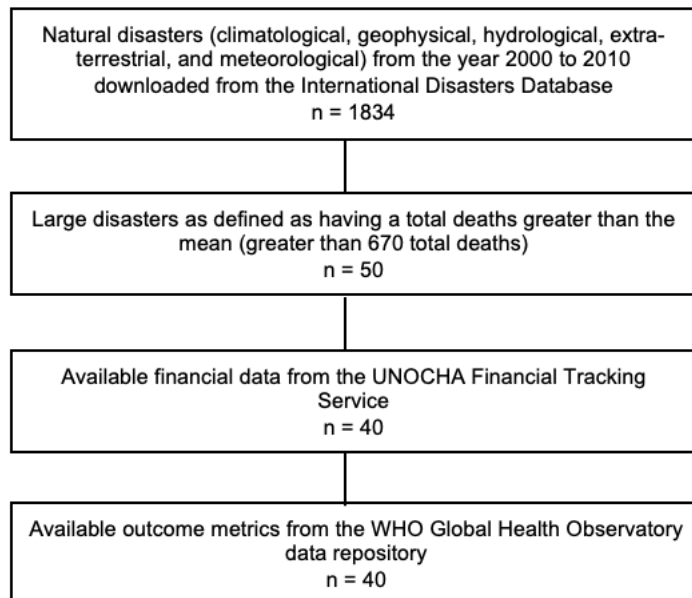 Natural disasters (climatological, geophysical, hydrological, extra-
terrestrial, and meteorological) from the year 2000 to 2010
downloaded from the International Disasters Database
n = 1834
Large disasters as defined as having a total deaths greater than the
mean (greater than 670 total deaths)
n = 50
Available financial data from the UNOCHA Financial Tracking
Service
n = 40
Available outcome metrics from the WHO Global Health Observatory
data repository
n = 40